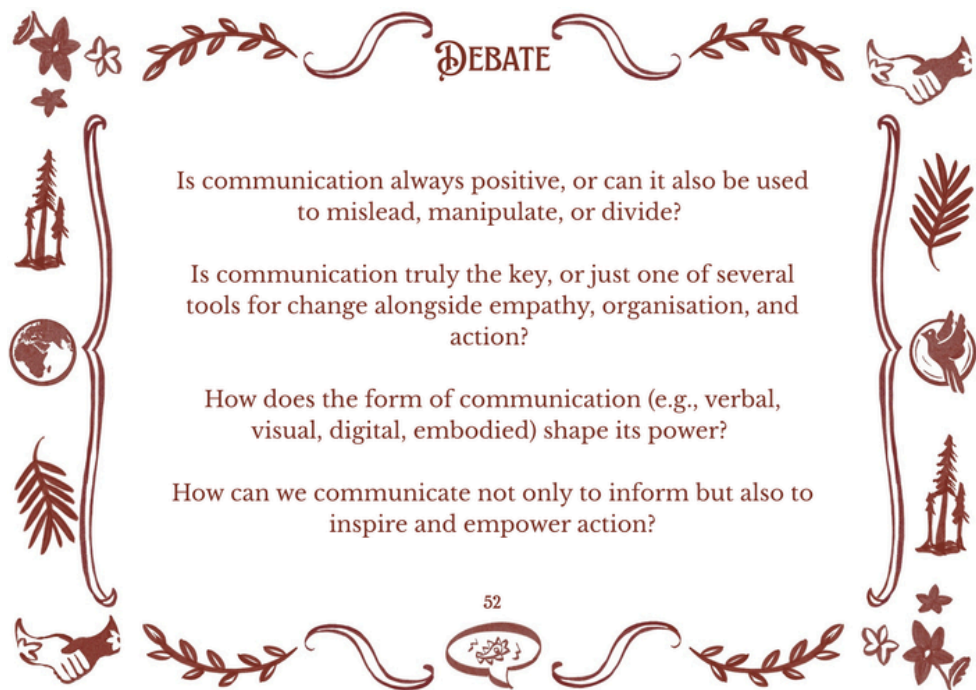 DEBATE
Is communication always positive, or can it also be used
to mislead, manipulate, or divide?
Is communication truly the key, or just one of several
tools for change alongside empathy, organisation, and
action?
How does the form of communication (e.g., verbal,
visual, digital, embodied) shape its power?
How can we communicate not only to inform but also to
inspire and empower action?
52